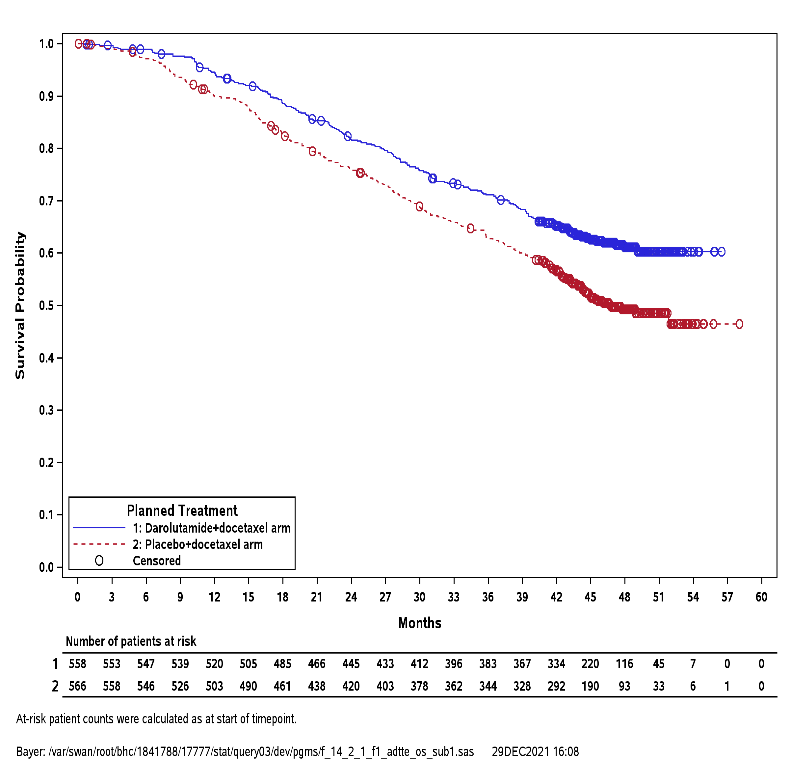 1.0
0.9
0.8
0.7
0.6
0.5
0.4
0.3
0.2
0.1
0.0
Survival Probability
Planned Treatment
1: Darolutamide+docetaxel arm
2: Placebo+docetaxel arm
Censored
0 3 6 9 12 15 18 21 24 27 30 33 36 39 42 45 48 51 54 57 60
Months
Number of patients at risk
1 558 553 547 539 520 505 485 466 445 433 412 396 383 367 334 220 116 45 7 0 0
2 566 558 546 526 503 490 461 438 420 403 378 362 344 328 292 190 93 33 6 1 0
At-risk patient counts were calculated as at start of timepoint.
Bayer: /var/swan/root/bhc/1841788/17777/stat/query03/dev/pgms/f_14_2_1_f1_adtte_os_sub1.sas 29DEC2021 16:08